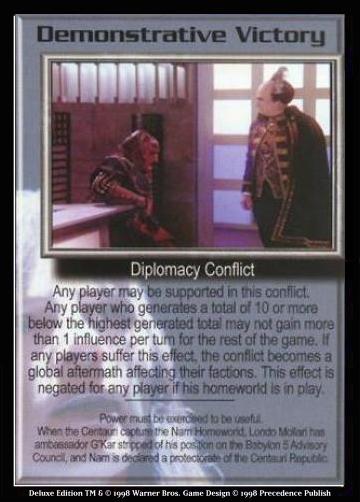 Demonstrative Victory
Diplomacy Conflict
Any player may be supported in this conflict.
Any player who generates a total of 10 or more
below the highest generated total may not gain more
than 1 influence per turn for the rest of the game. If
any players suffer this effect, the conflict becomes a
global aftermath affecting their factions. This effect is
negated for any player if his homeworld is in play.
Power must be exercised to be useful.
When the Centauri capture the Narn Homeworld, Londo Mollari has
ambassador G'Kar stripped of his position on the Babylon 5 Advisory
Council, and Narn is declared a protectorate of the Centauri Republic.
Deluxe Edition TM & © 1998 Warner Bros. Game Design © 1998 Precedence Publish